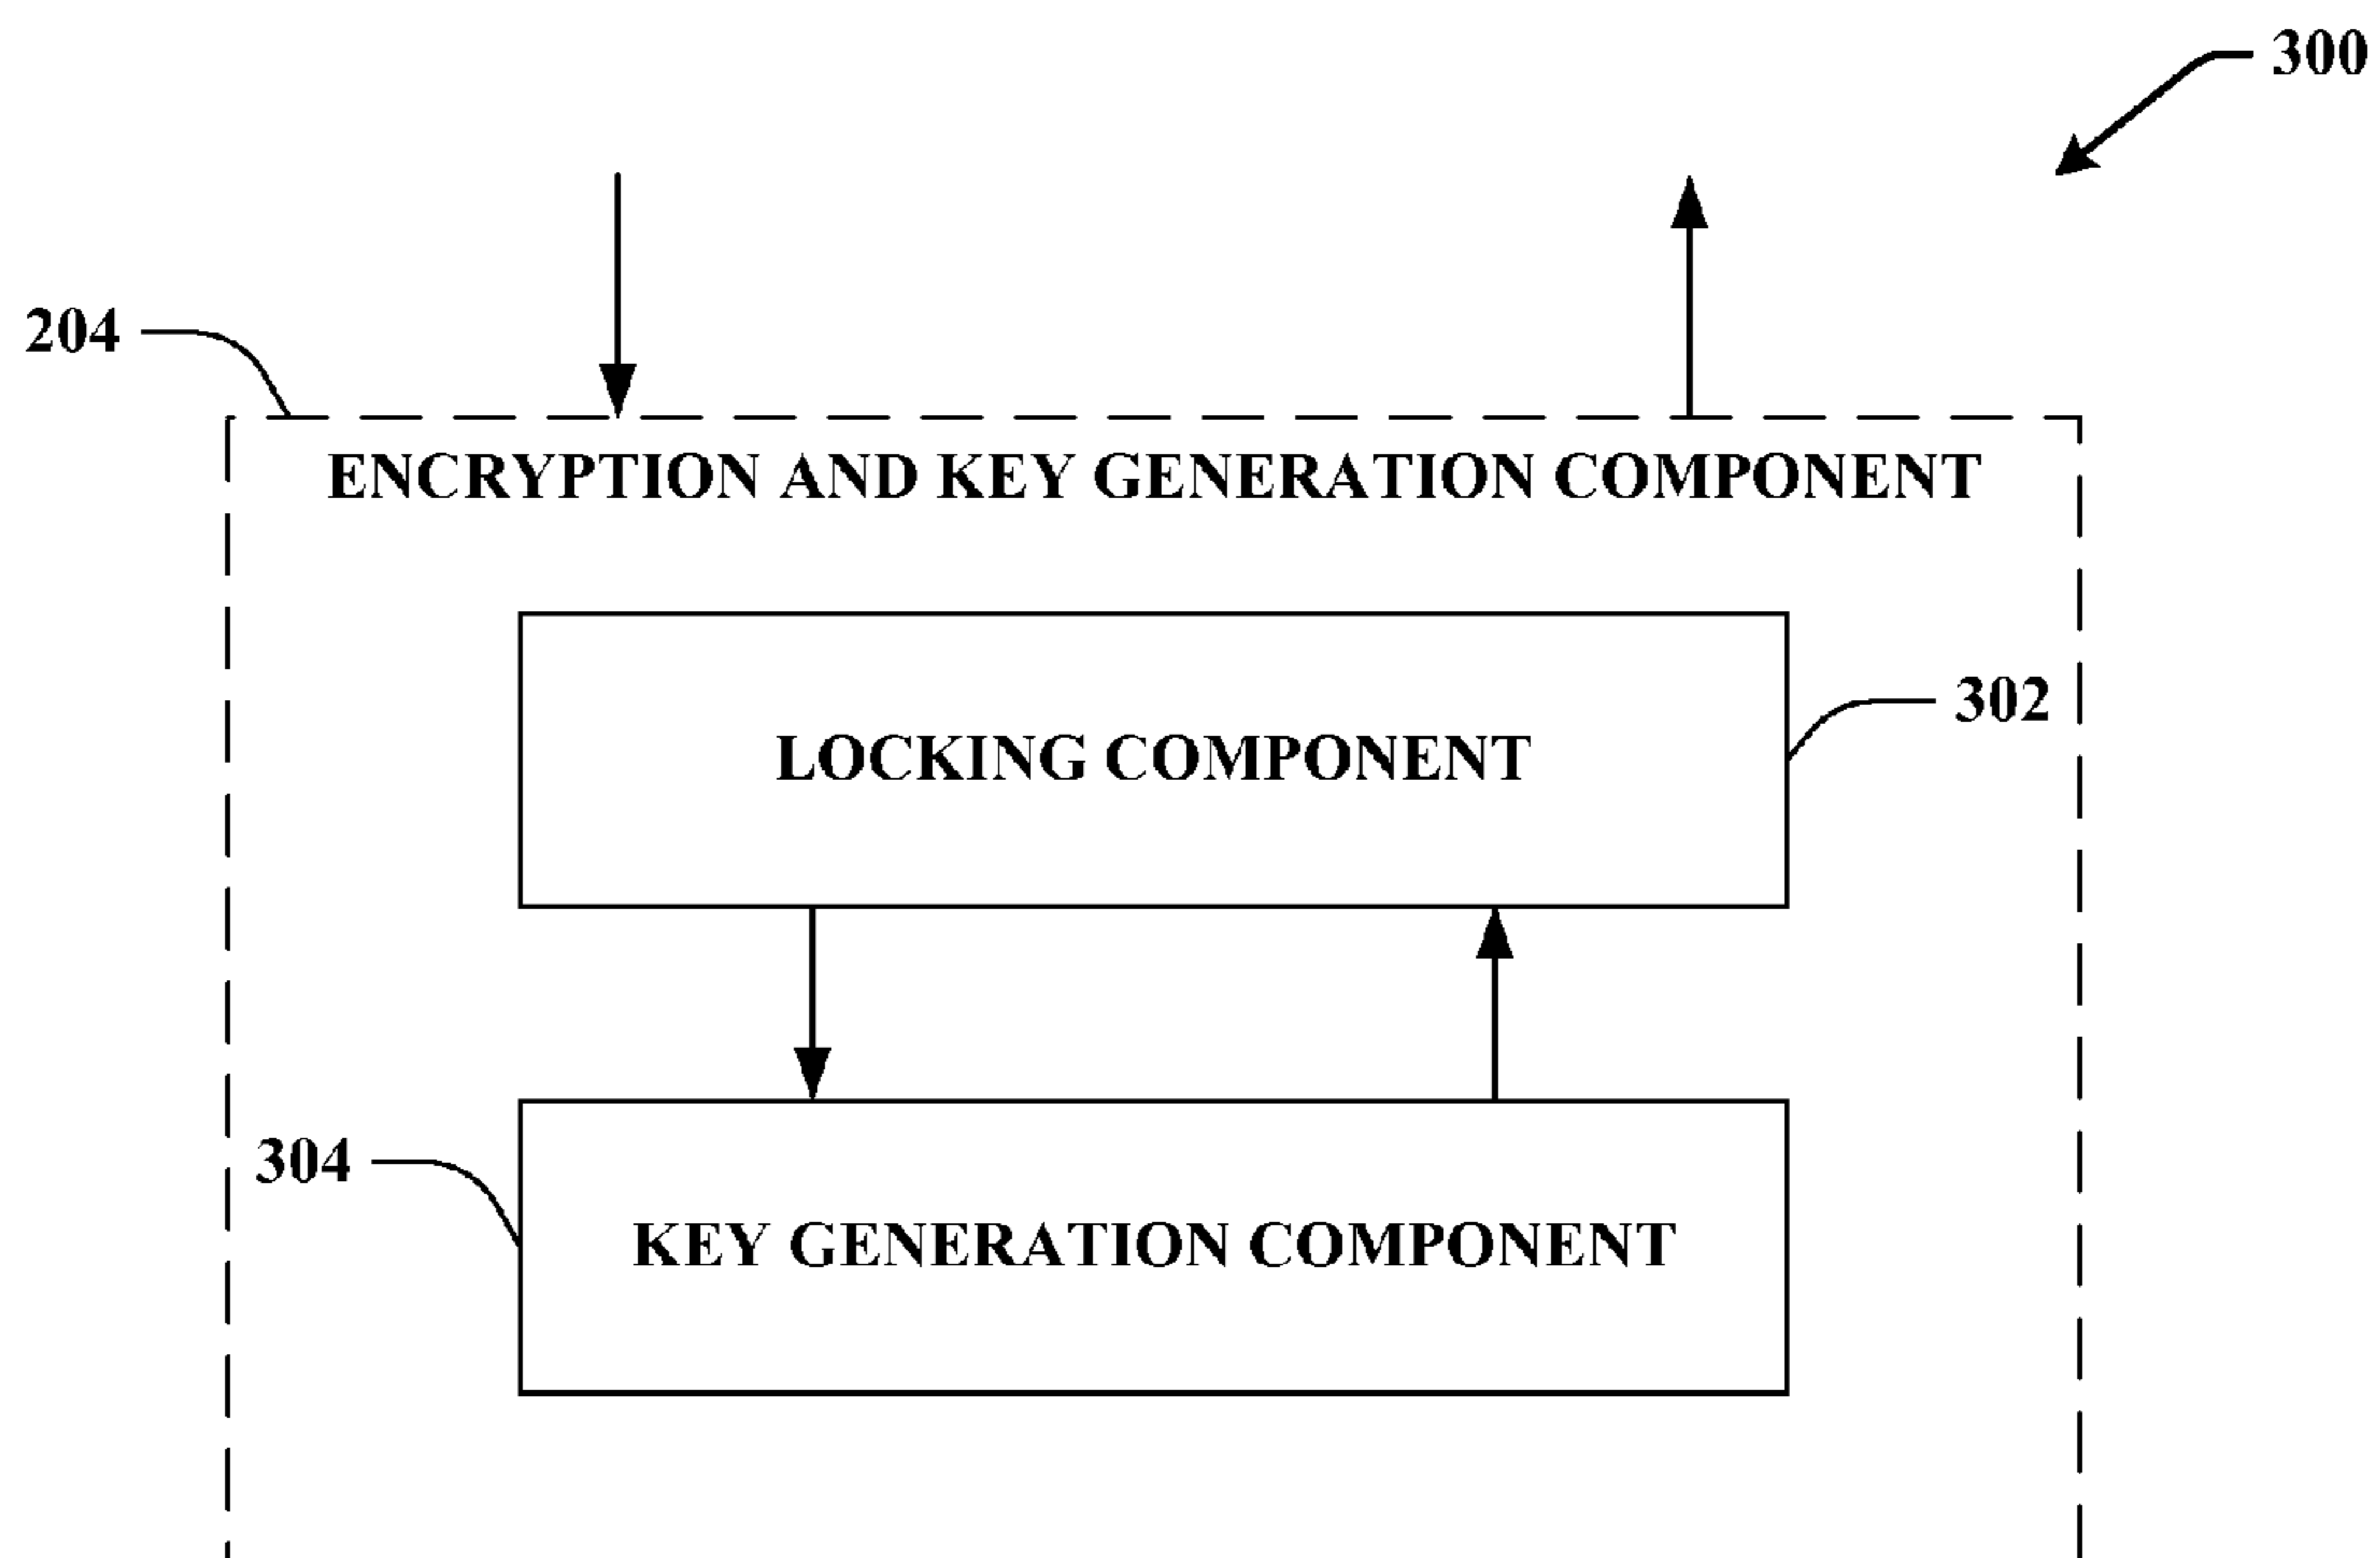 300
204
ENCRYPTION AND KEY GENERATION COMPONENT
LOCKING COMPONENT
302
304
KEY GENERATION COMPONENT